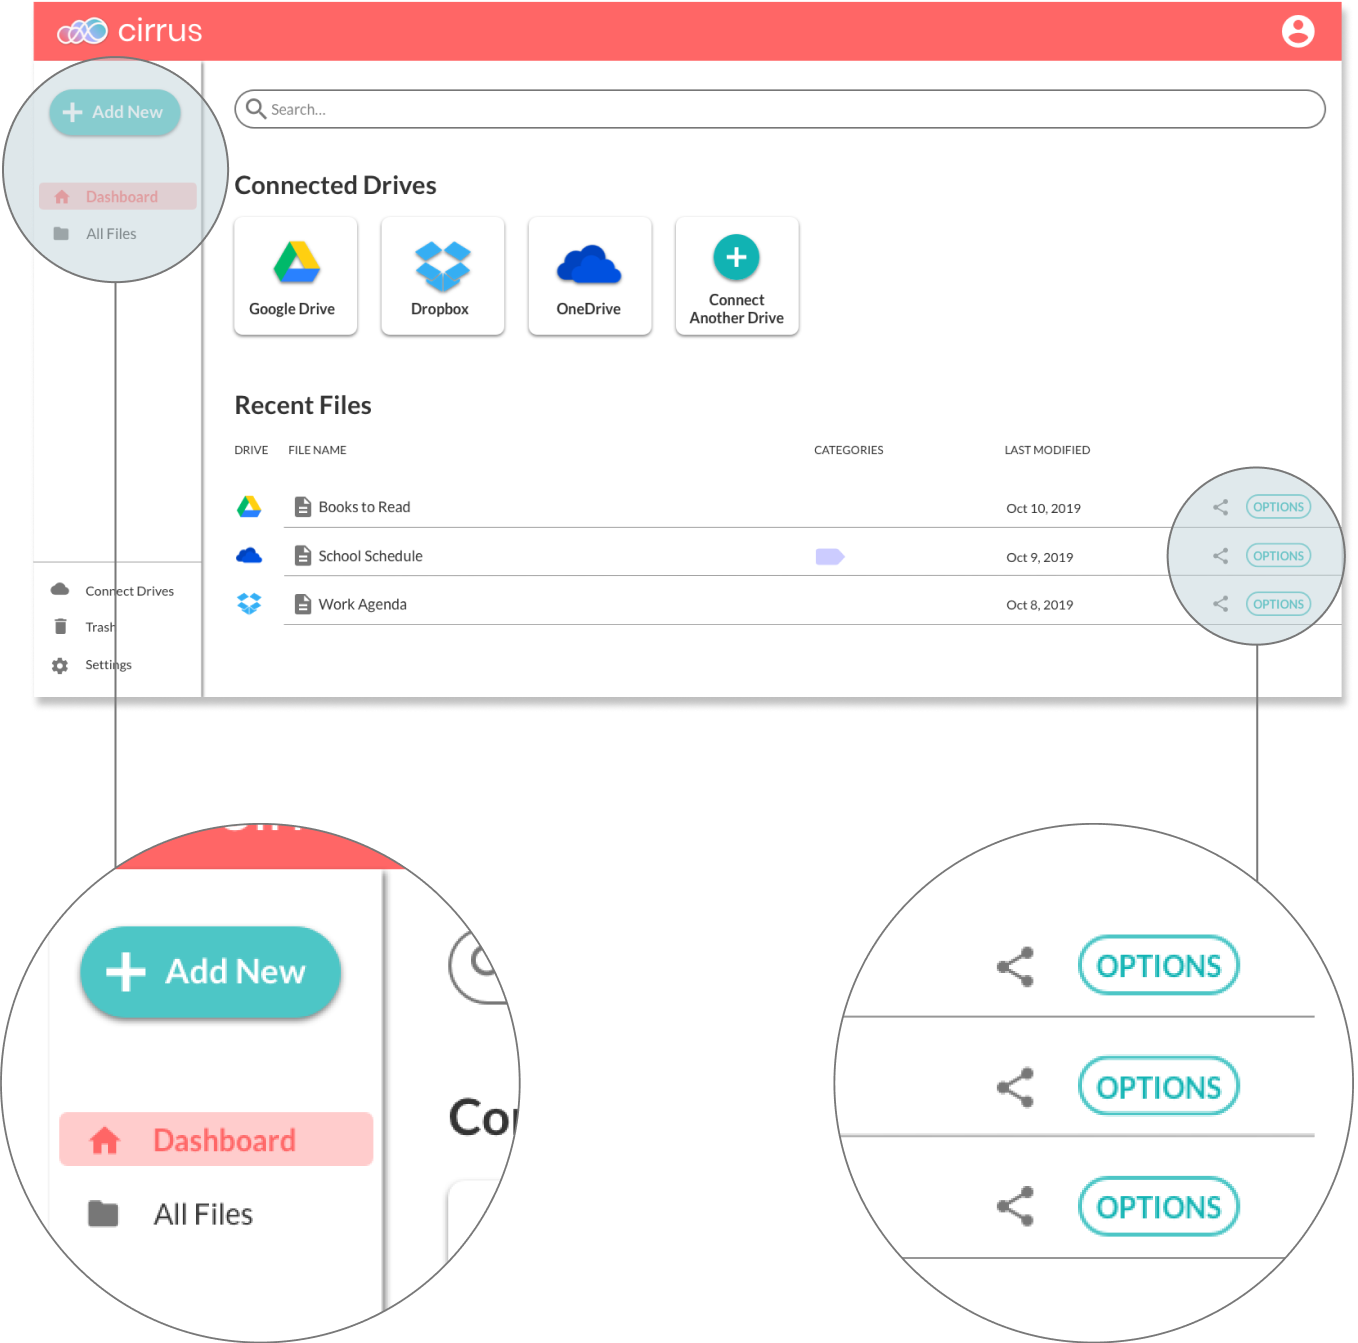 cirrus
+ Add New
Search...
Dashboard
All Files
Connected Drives
Google Drive
Dropbox
OneDrive
Connect
Another Drive
Recent Files
DRIVE FILE NAME CATEGORIES LAST MODIFIED
Books to Read Oct 10, 2019 OPTIONS
School Schedule Oct 9, 2019 OPTIONS
Work Agenda Oct 8, 2019 OPTIONS
Connect Drives
Trash
Settings
+ Add New
Dashboard
All Files
Co
OPTIONS
OPTIONS
OPTIONS